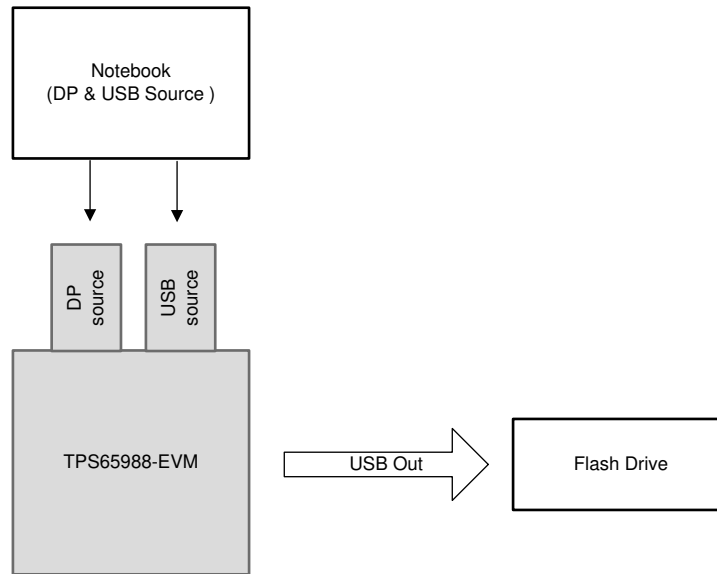 Notebook
(DP & USB Source )
DP
source
USB
source
TPS65988-EVM
USB Out
Flash Drive